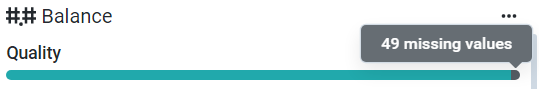 #.# Balance
49 missing values
Quality